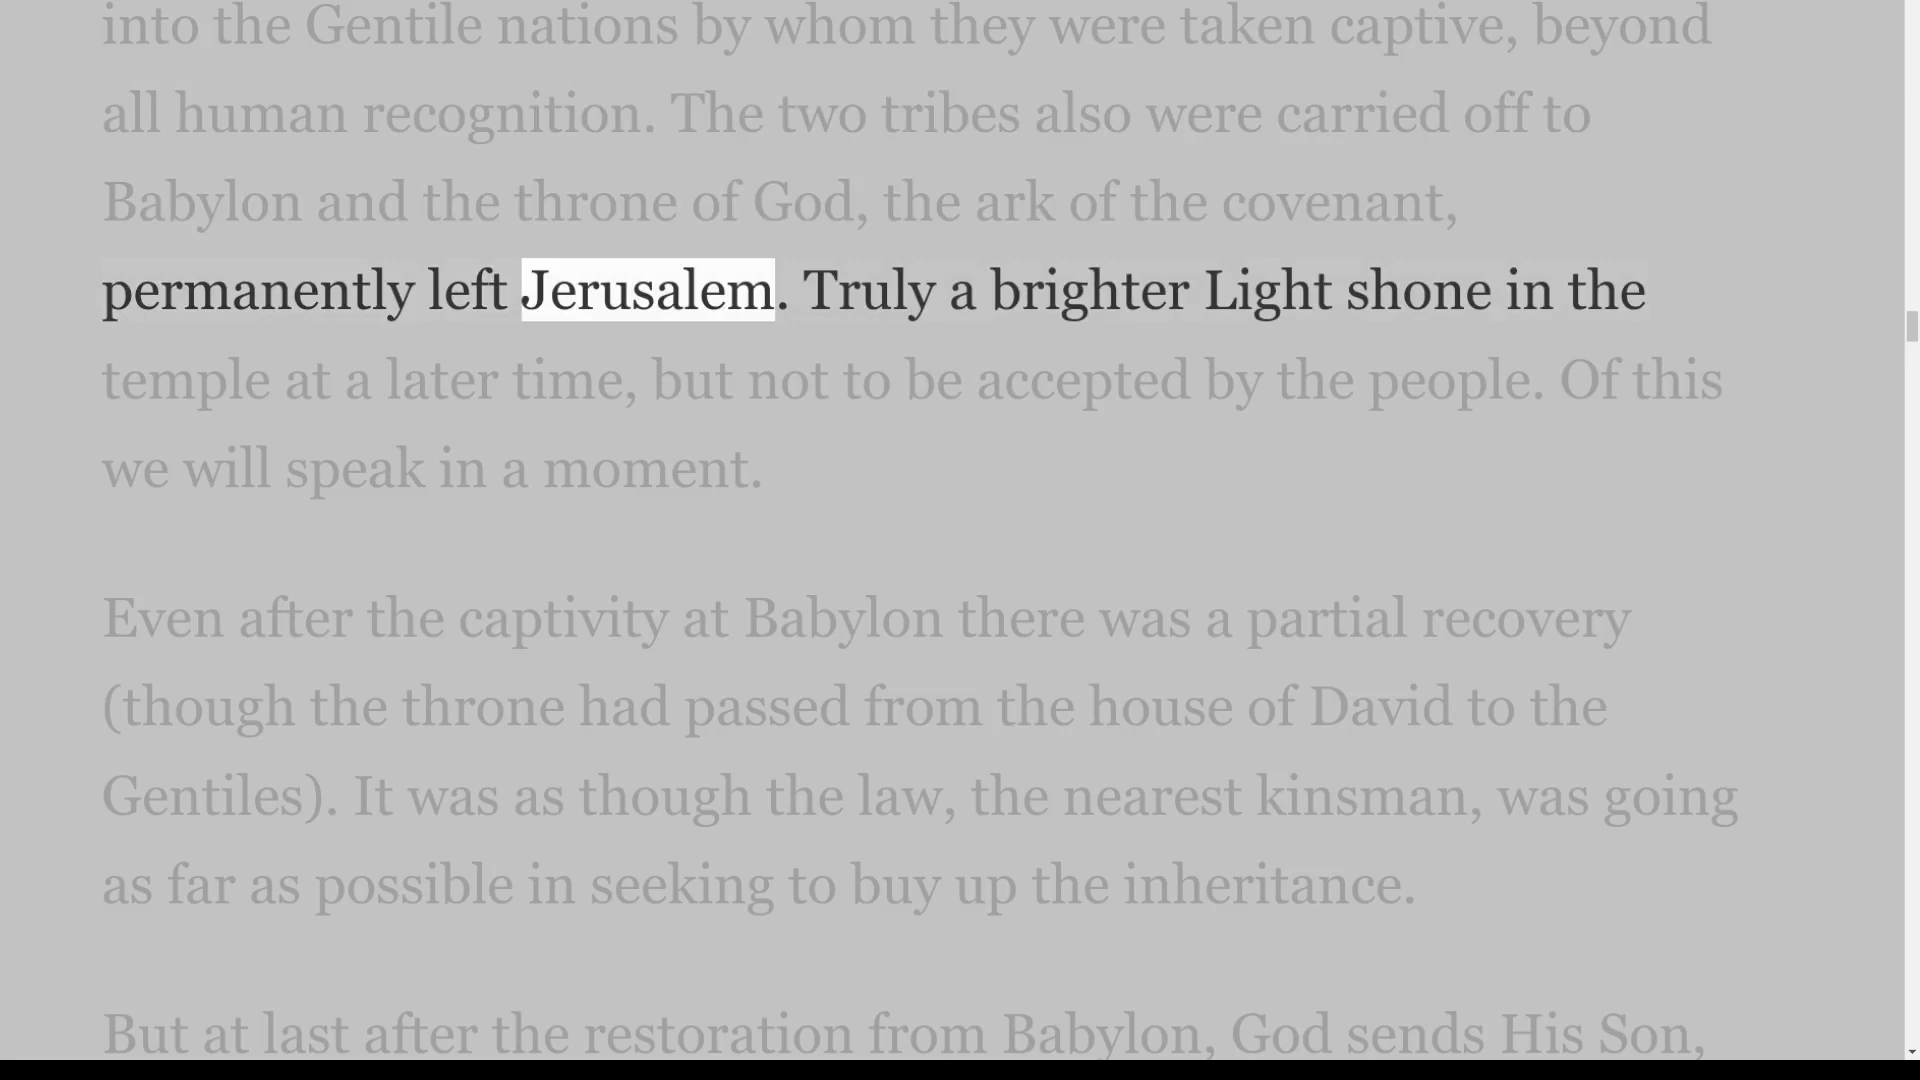 into the Gentile nations by whom they were taken captive, beyond
all human recognition. The two tribes also were carried off to
Babylon and the throne of God, the ark of the covenant,
permanently left Jerusalem. Truly a brighter Light shone in the
temple at a later time, but not to be accepted by the people. Of this
we will speak in a moment.
Even after the captivity at Babylon there was a partial recovery
(though the throne had passed from the house of David to the
Gentiles). It was as though the law, the nearest kinsman, was going
as far as possible in seeking to buy up the inheritance.
But at last after the restoration from Babylon, God sends His Son,